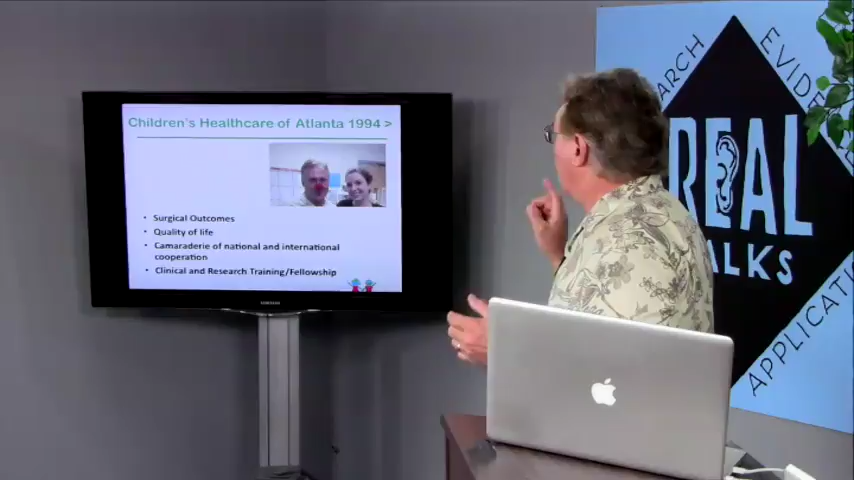 Children's Healthcare of Atlanta 1994 >
• Surgical Outcomes
• Quality of life
• Camaraderie of national and international
cooperation
• Clinical and Research Training/Fellowship
SAMSUNG
ARCH
EVIDE
REAL
ALKS
APPLICATI